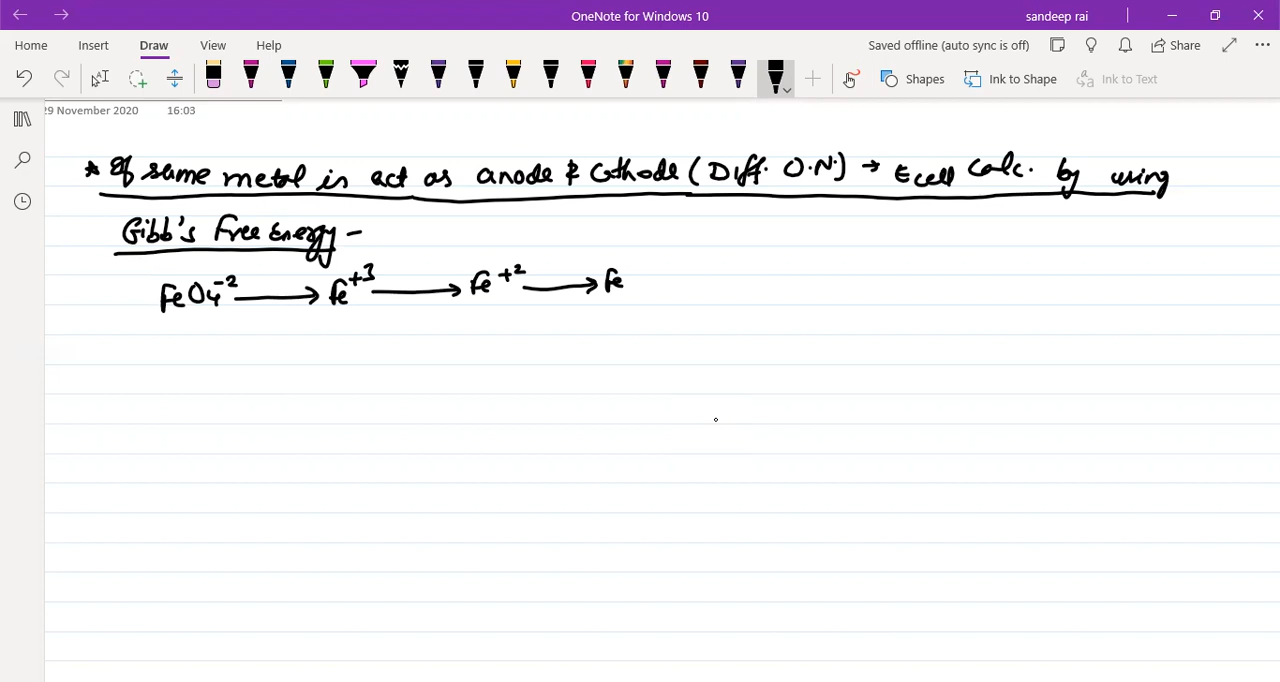 OneNote for Windows 10
sandeep rai
Home Insert Draw View Help
Saved offline (auto sync is off) Share
Shapes Ink to Shape Ink to Text
29 November 2020 16:03
* If same metal is act as anode & Cathode (Diff. O.N.) → Ecell Calc. by using
Gibb's Free Energy -
FeO₄⁻² → Fe⁺³ → Fe⁺² → Fe